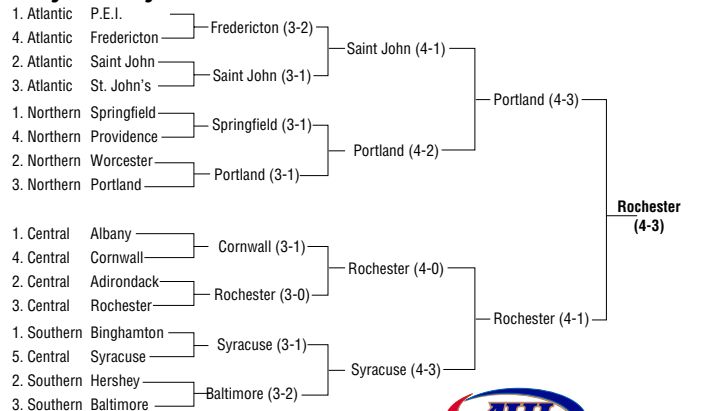 1. Atlantic P.E.I.
4. Atlantic Fredericton
Fredericton (3-2)
2. Atlantic Saint John
3. Atlantic St. John's
Saint John (3-1)
Saint John (4-1)
1. Northern Springfield
4. Northern Providence
Springfield (3-1)
2. Northern Worcester
3. Northern Portland
Portland (3-1)
Portland (4-2)
Portland (4-3)
1. Central Albany
4. Central Cornwall
Cornwall (3-1)
2. Central Adirondack
3. Central Rochester
Rochester (3-0)
Rochester (4-0)
1. Southern Binghamton
5. Central Syracuse
Syracuse (3-1)
2. Southern Hershey
3. Southern Baltimore
Baltimore (3-2)
Syracuse (4-3)
Rochester (4-1)
Rochester
(4-3)